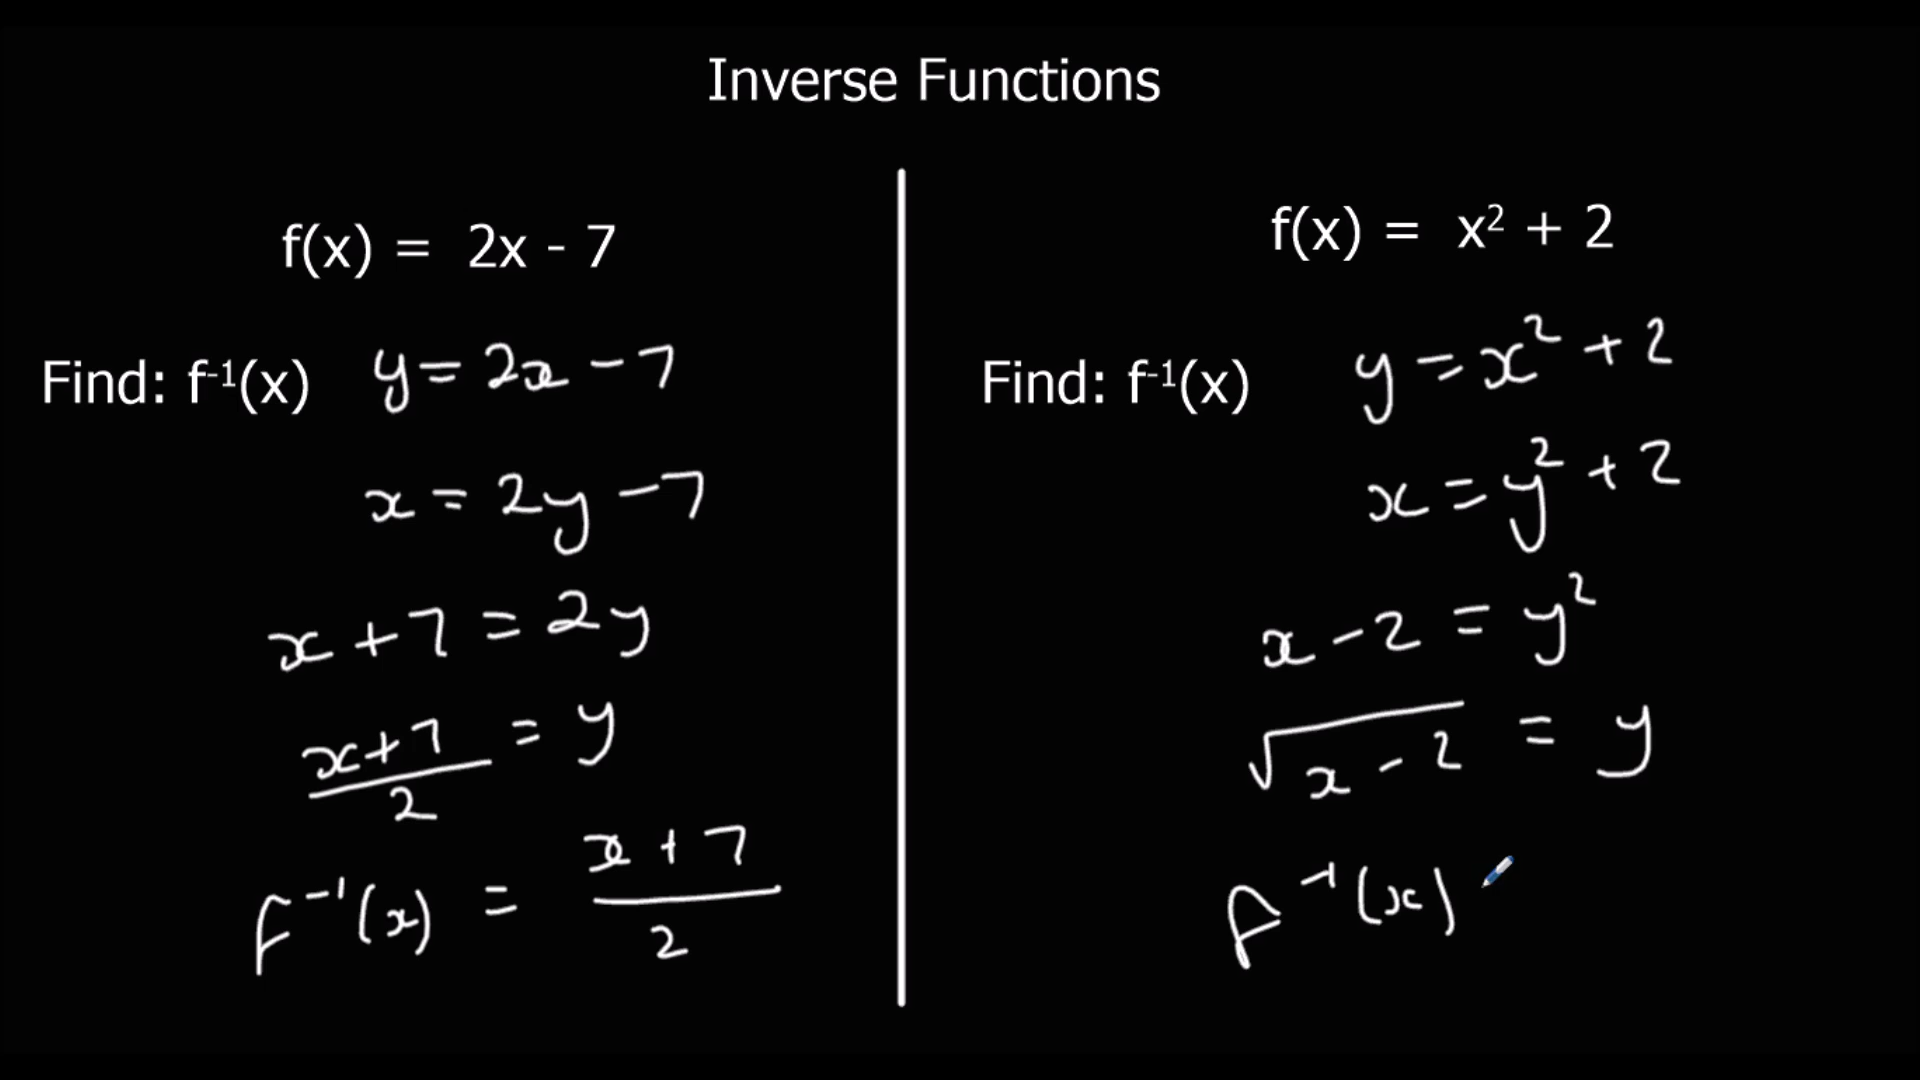 Inverse Functions
f(x) = 2x - 7
Find: f⁻¹(x) y = 2x - 7
x = 2y - 7
x + 7 = 2y
(x + 7)/2 = y
f⁻¹(x) = (x + 7)/2
f(x) = x² + 2
Find: f⁻¹(x) y = x² + 2
x = y² + 2
x - 2 = y²
√(x - 2) = y
f⁻¹(x)